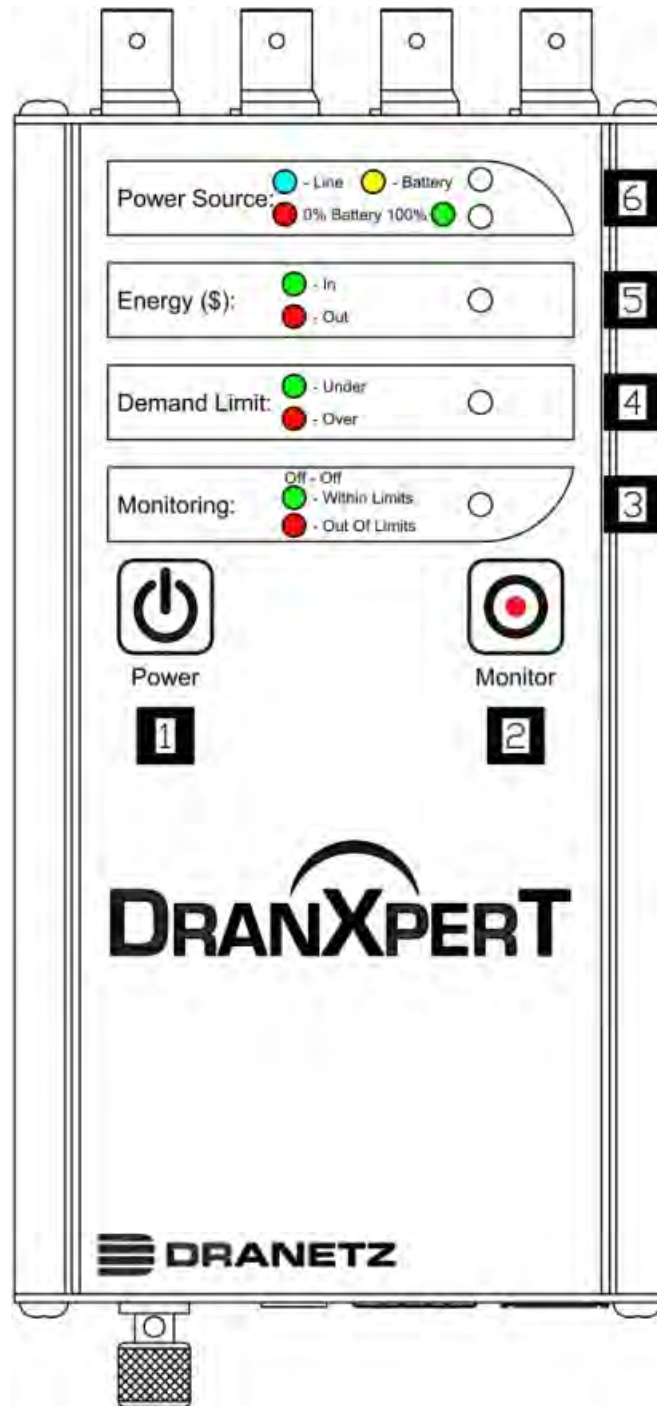 Power Source:
- Line - Battery
0% Battery 100%
6
Energy ($):
- In
- Out
5
Demand Limit:
- Under
- Over
4
Monitoring:
Off - Off
- Within Limits
- Out Of Limits
3
Power
Monitor
1
2
DRANXPERT
DRANETZ